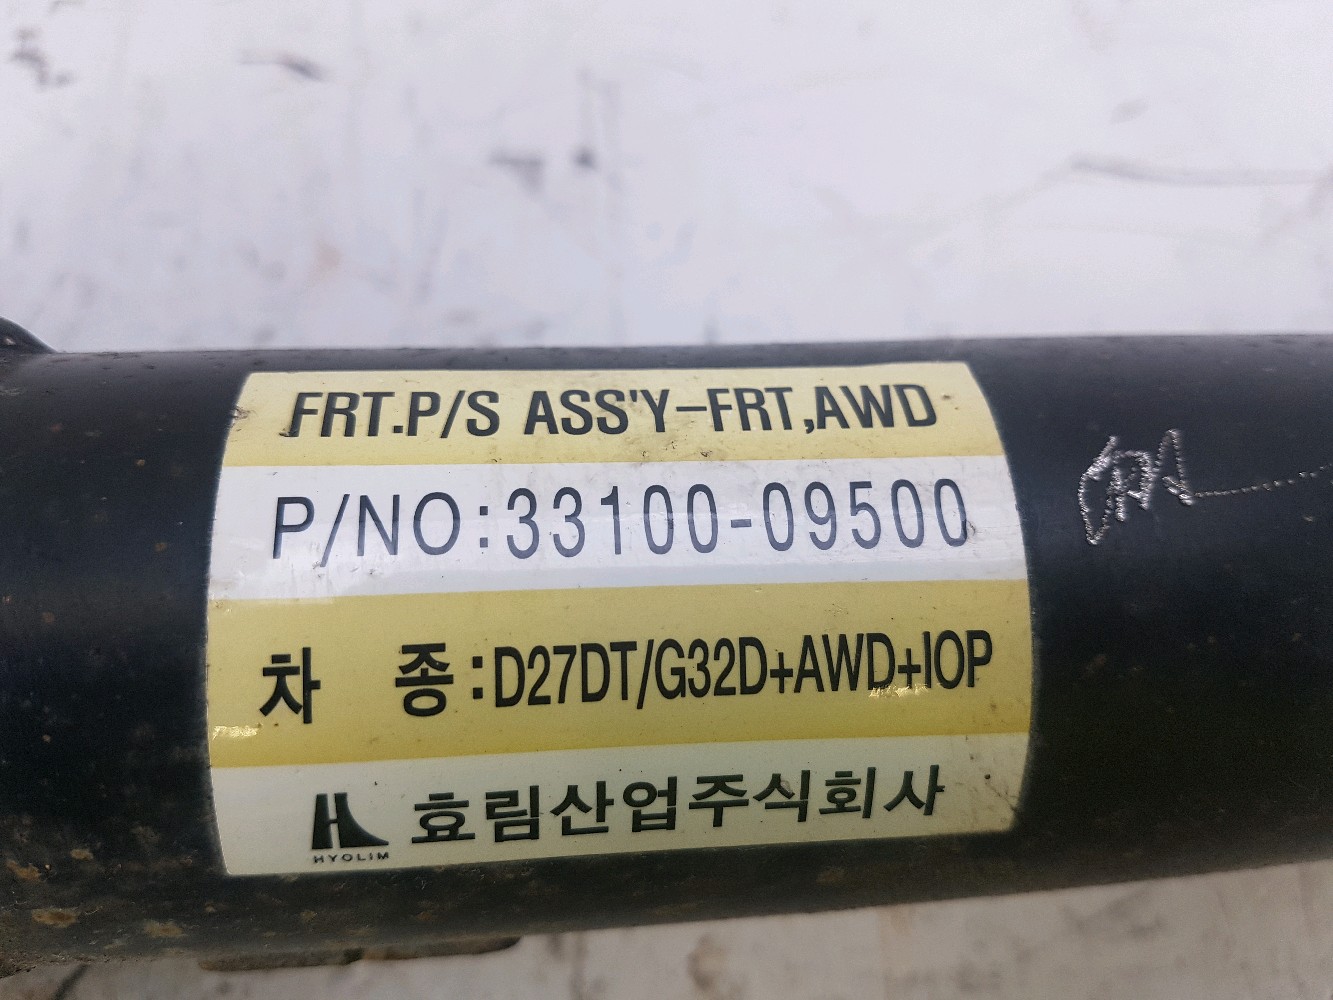 FRT.P/S ASS'Y-FRT,AWD
P/NO:33100-09500
차 종:D27DT/G32D+AWD+IOP
HYOLIM 효림산업주식회사